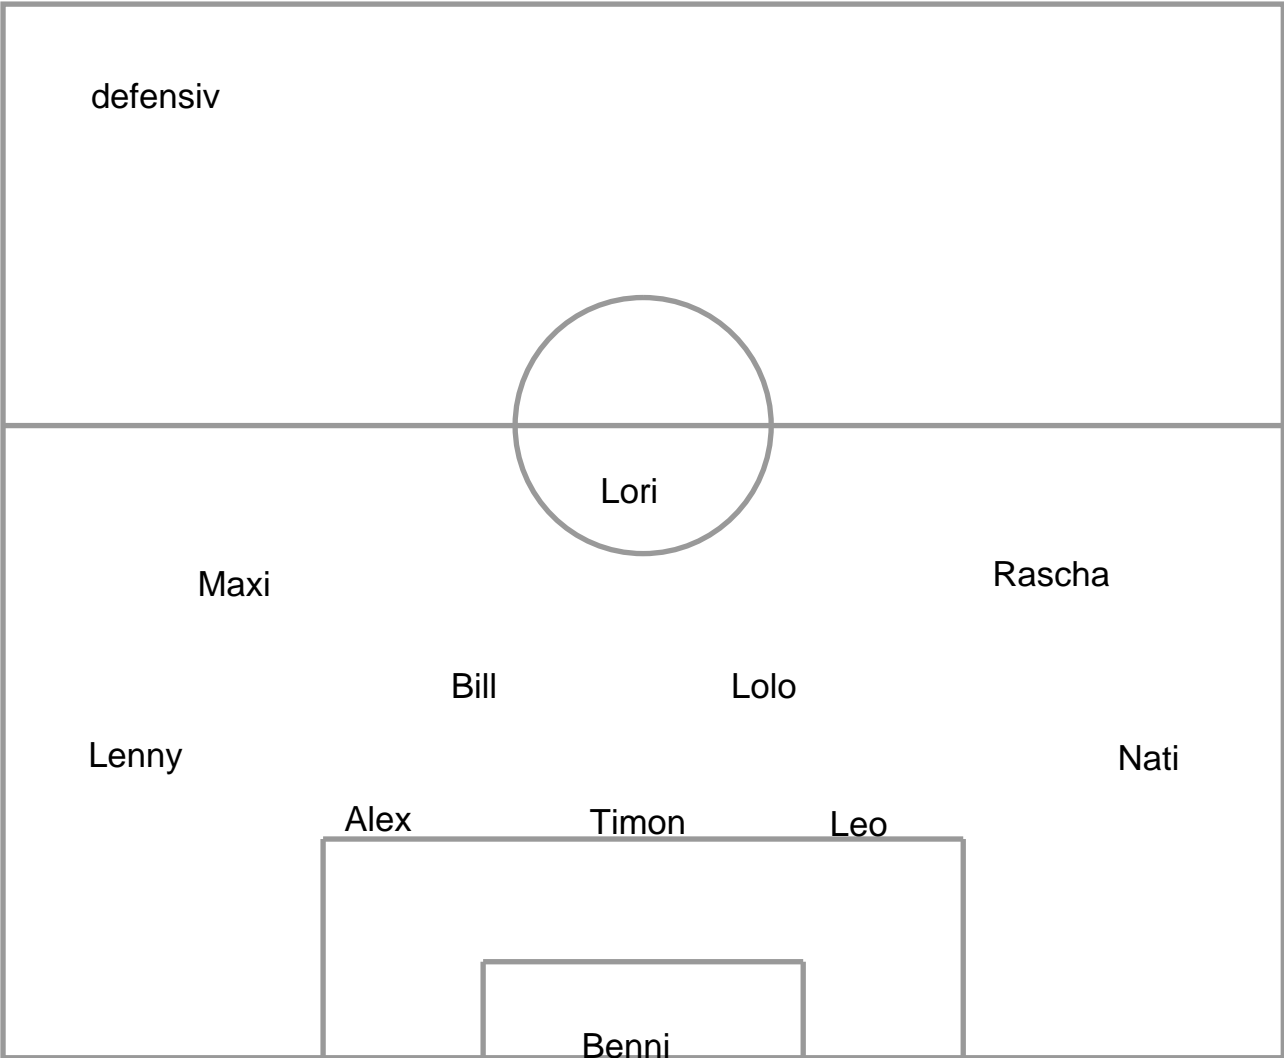 defensiv
Lori
Maxi
Rascha
Bill
Lolo
Lenny
Nati
Alex
Timon
Leo
Benni